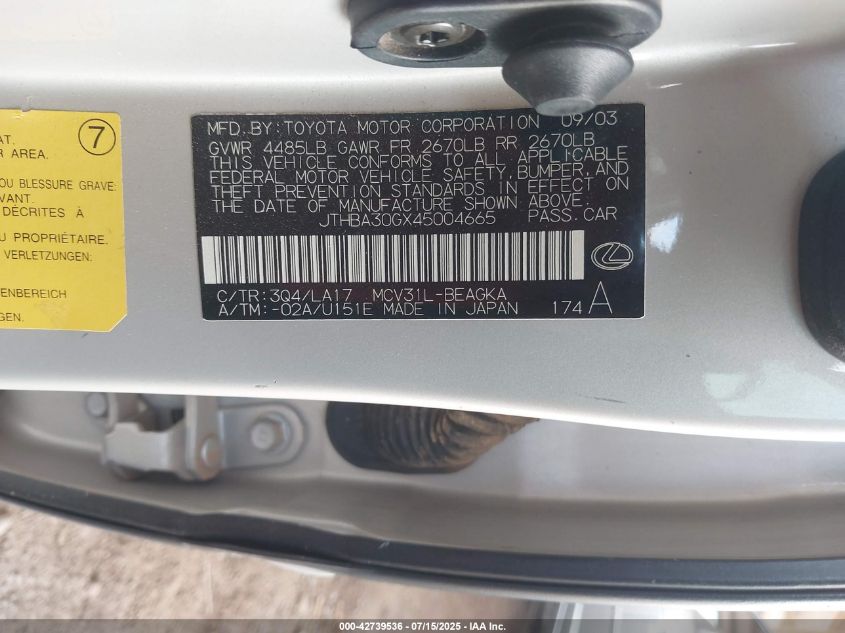 AT.
R AREA.
7
OU BLESSURE GRAVE:
VANT.
DÉCRITES À
U PROPRIÉTAIRE.
VERLETZUNGEN:
ENBEREICH
GEN.
MFD. BY: TOYOTA MOTOR CORPORATION 09/03
GVWR 4485LB GAWR FR 2670LB RR 2670LB
THIS VEHICLE CONFORMS TO ALL APPLICABLE
FEDERAL MOTOR VEHICLE SAFETY, BUMPER, AND
THEFT PREVENTION STANDARDS IN EFFECT ON
THE DATE OF MANUFACTURE SHOWN ABOVE.
JTHBA30GX45004665 PASS. CAR
C/TR: 3Q4/LA17 MCV31L-BEAGKA
A/TM: -02A/U151E MADE IN JAPAN 174 A
000-42739536 - 07/15/2025 - IAA Inc.